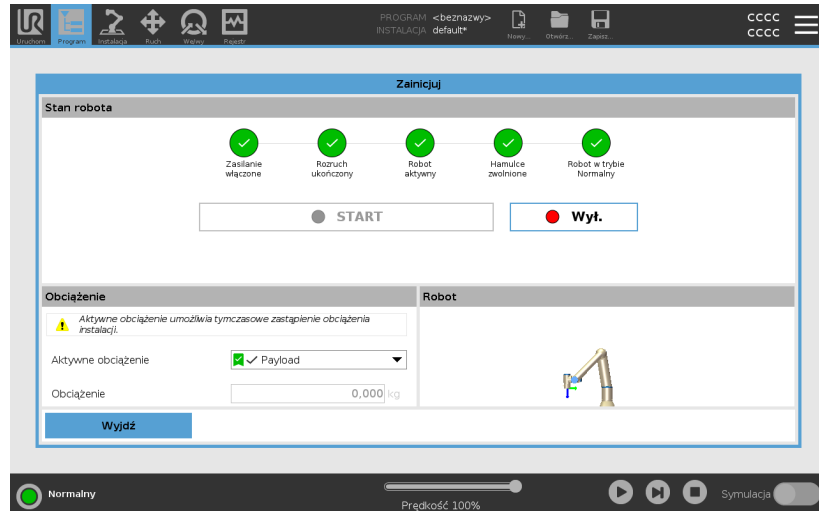 PROGRAM <beznazwy>
INSTALACJA default*
CCCC
CCCC
Uruchom Program Instalacja Ruch We/wy Rejestr
Nowy... Otwórz... Zapisz...
Zainicjuj
Stan robota
Zasilanie
włączone
Rozruch
ukończony
Robot
aktywny
Hamulce
zwolnione
Robot w trybie
Normalny
START
Wył.
Obciążenie
Robot
Aktywne obciążenie umożliwia tymczasowe zastąpienie obciążenia
instalacji.
Aktywne obciążenie
Payload
Obciążenie
0,000 kg
Wyjdź
Normalny
Prędkość 100%
Symulacja